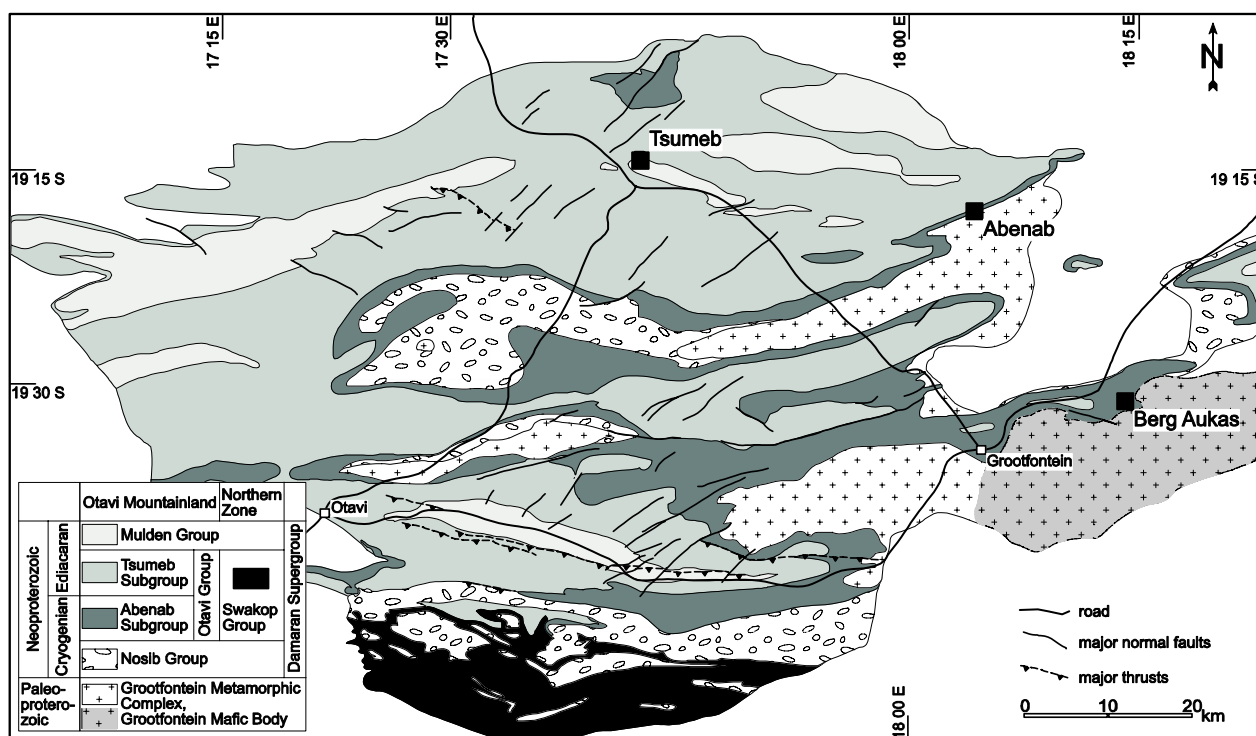 17 15 E
17 30 E
18 00 E
18 15 E
N
Tsumeb
19 15 S
19 15 S
Abenab
19 30 S
Berg Aukas
Grootfontein
Otavi
Otavi Mountainland
Northern
Zone
Neoproterozoic
Ediacaran
Cryogenian
Mulden Group
Tsumeb
Subgroup
Abenab
Subgroup
Otavi Group
Swakop
Group
Damaran Supergroup
Nosib Group
Paleo-
protero-
zoic
Grootfontein Metamorphic
Complex,
Grootfontein Mafic Body
road
major normal faults
major thrusts
0 10 20
km
18 00 E